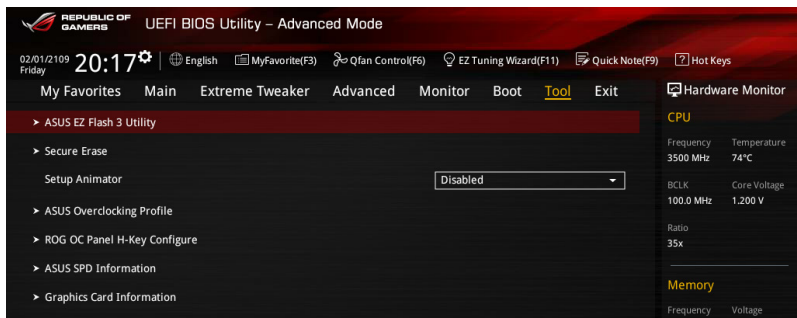 REPUBLIC OF
GAMERS
UEFI BIOS Utility – Advanced Mode
02/01/2109
Friday
20:17
English
MyFavorite(F3)
Qfan Control(F6)
EZ Tuning Wizard(F11)
Quick Note(F9)
? Hot Keys
My Favorites Main Extreme Tweaker Advanced Monitor Boot Tool Exit
Hardware Monitor
> ASUS EZ Flash 3 Utility
> Secure Erase
Setup Animator Disabled
> ASUS Overclocking Profile
> ROG OC Panel H-Key Configure
> ASUS SPD Information
> Graphics Card Information
CPU
Frequency Temperature
3500 MHz 74°C
BCLK Core Voltage
100.0 MHz 1.200 V
Ratio
35x
Memory
Frequency Voltage